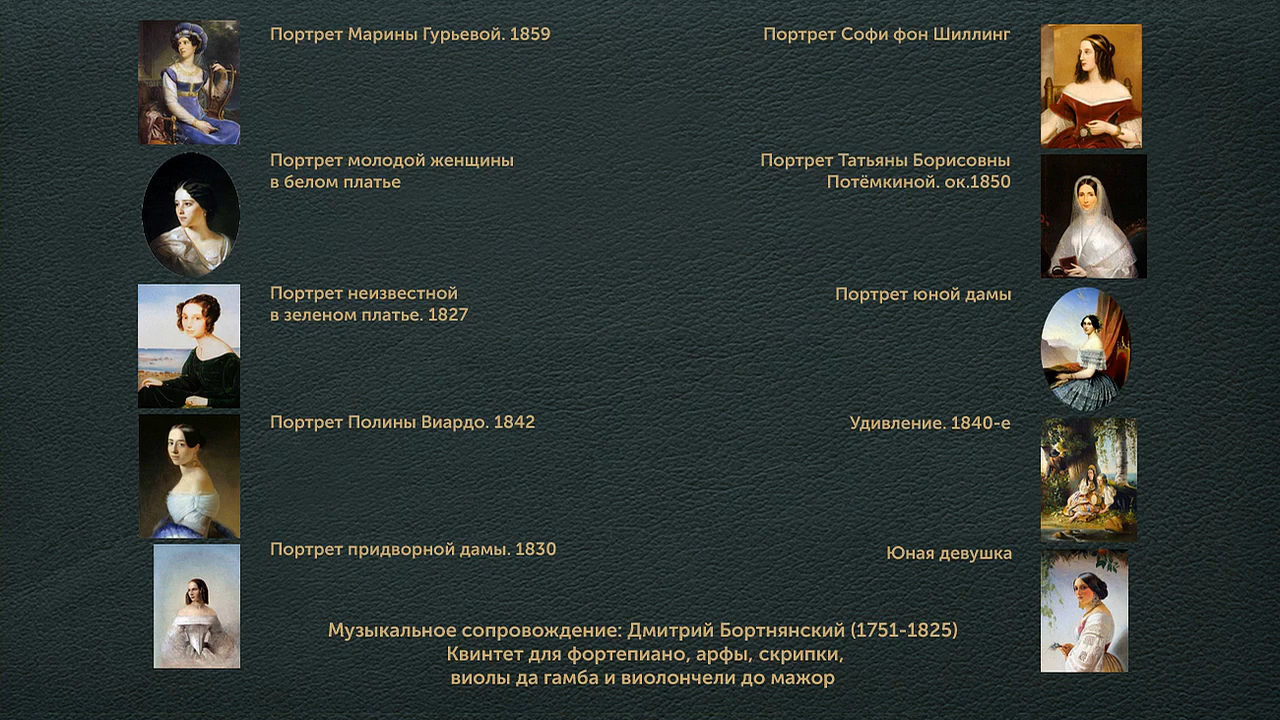 Портрет Марины Гурьевой. 1859
Портрет молодой женщины
в белом платье
Портрет неизвестной
в зеленом платье. 1827
Портрет Полины Виардо. 1842
Портрет придворной дамы. 1830
Портрет Софи фон Шиллинг
Портрет Татьяны Борисовны
Потёмкиной. ок.1850
Портрет юной дамы
Удивление. 1840-е
Юная девушка
Музыкальное сопровождение: Дмитрий Бортнянский (1751-1825)
Квинтет для фортепиано, арфы, скрипки,
виолы да гамба и виолончели до мажор